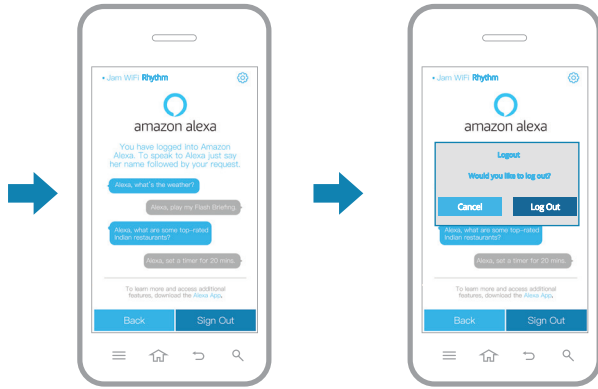 • Jam WiFi Rhythm
amazon alexa
You have logged into Amazon
Alexa. To speak to Alexa just say
her name followed by your request.
Alexa, what's the weather?
Alexa, play my Flash Briefing.
Alexa, what are some top-rated
Indian restaurants?
Alexa, set a timer for 20 mins.
To learn more and access additional
features, download the Alexa App.
Back
Sign Out
• Jam WiFi Rhythm
amazon alexa
Logout
Would you like to log out?
Cancel
Log Out
Alexa, what are some top-rated
Indian restaurants?
Alexa, set a timer for 20 mins.
To learn more and access additional
features, download the Alexa App.
Back
Sign Out